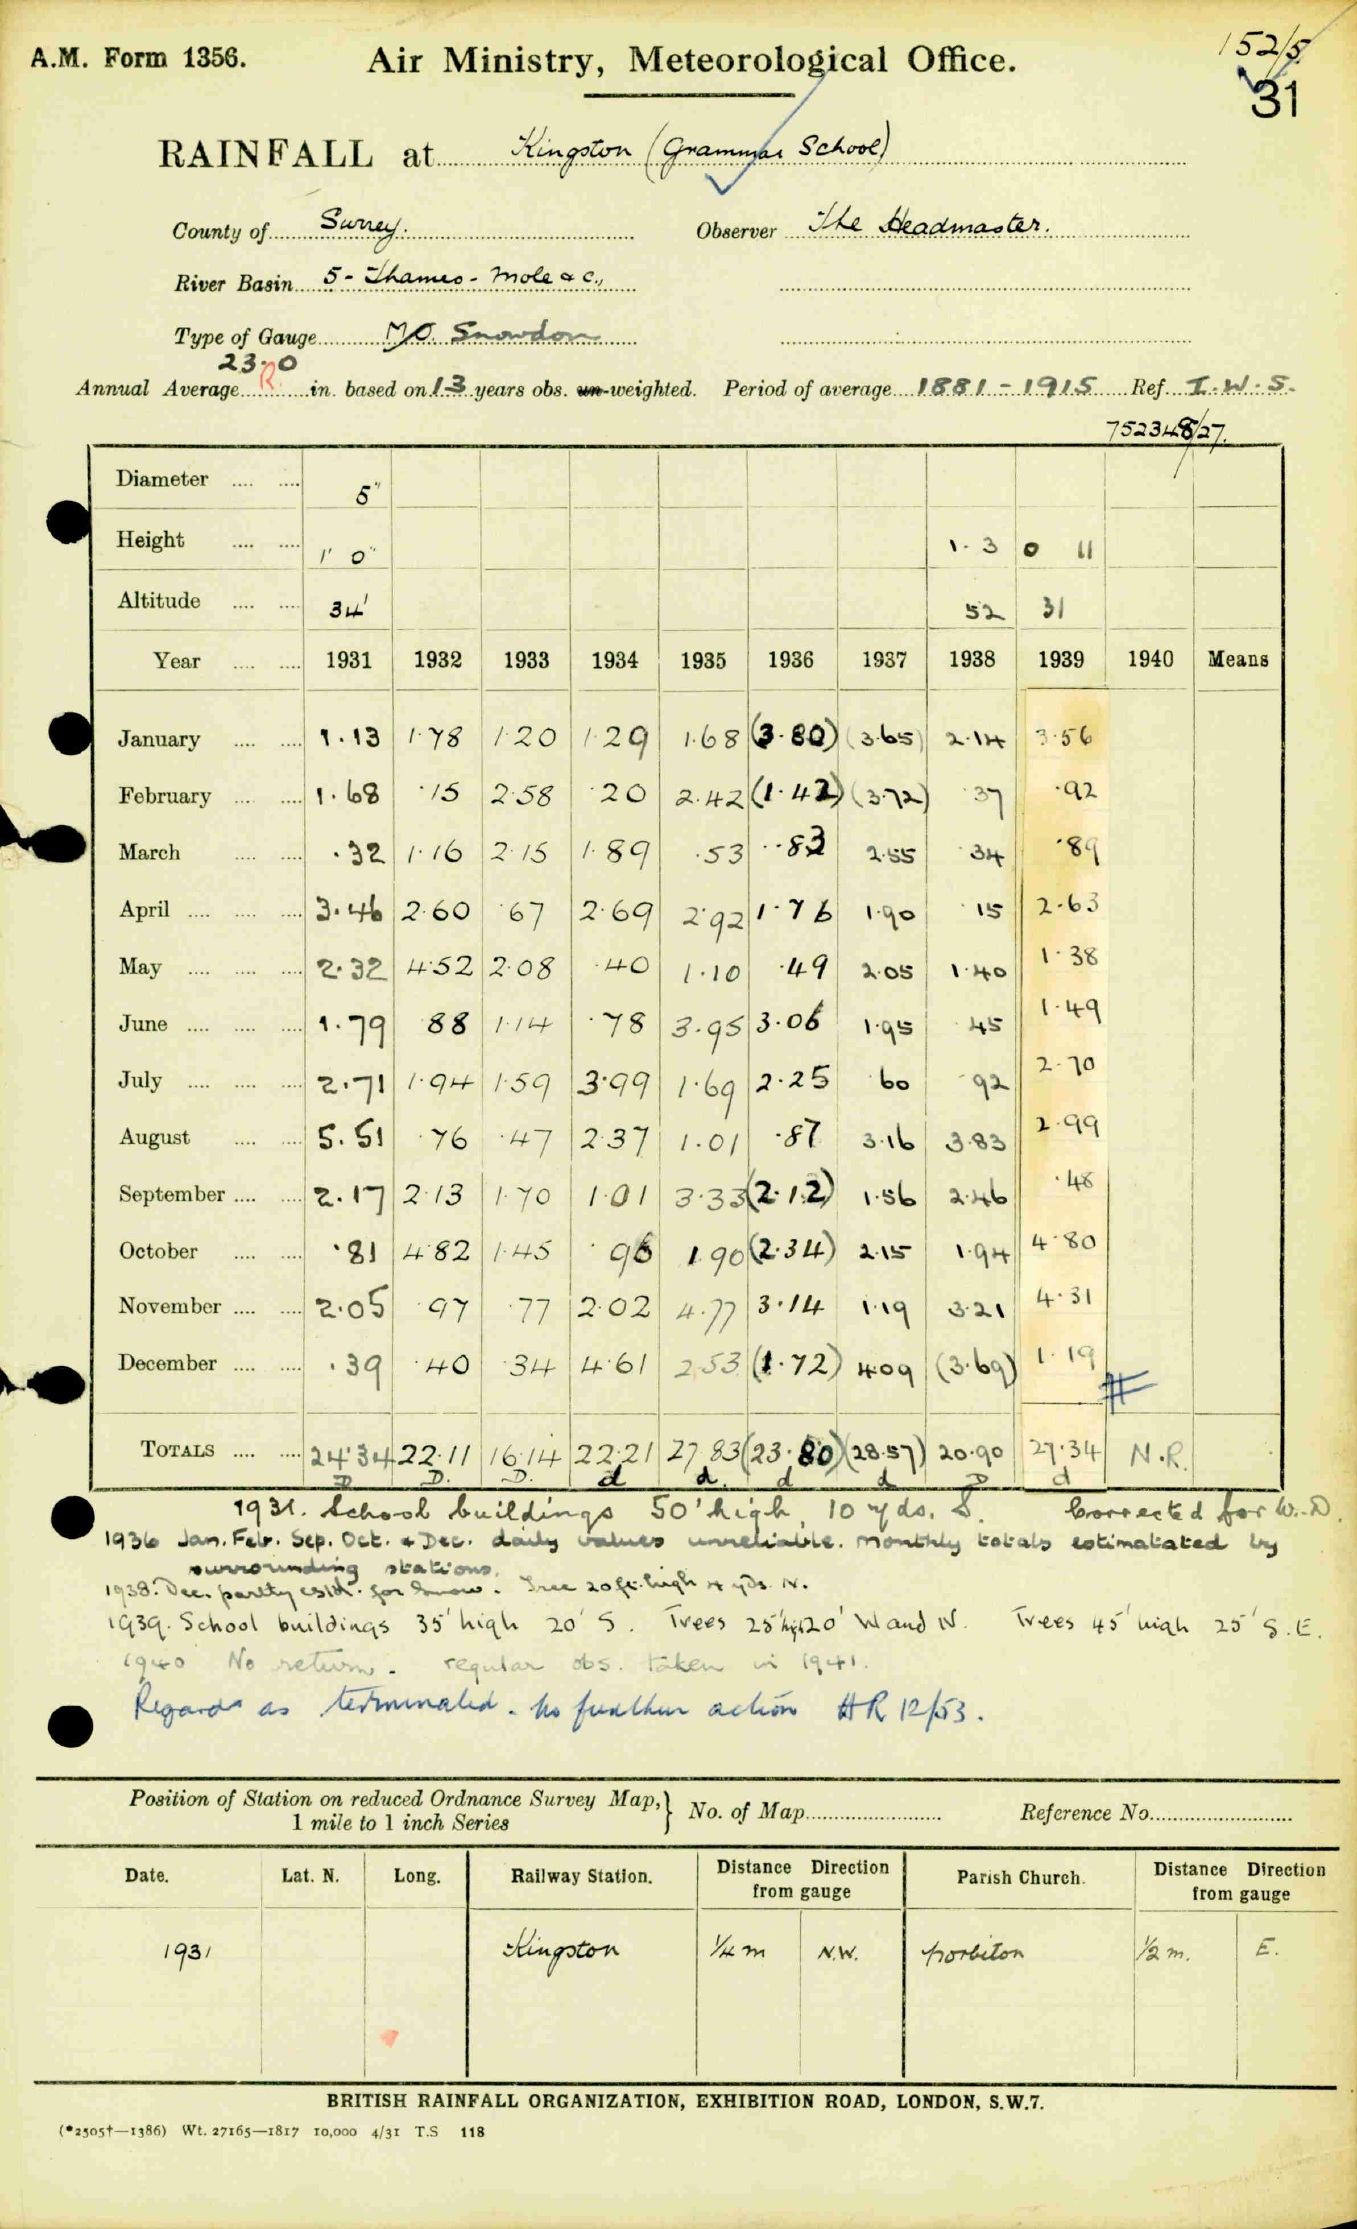 A.M. Form 1356.
Air Ministry, Meteorological Office.
152/5
31
RAINFALL at Kingston (Grammar School)
County of Surrey.
Observer The Headmaster.
River Basin 5 - Thames - Mole & c.,
Type of Gauge M.O. Snowdon
23.0
Annual Average R. in. based on 13 years obs. un-weighted. Period of average 1881-1915 Ref. I.W.S.
752348/27.
Diameter .... .... 5"
Height .... .... 1' 0" 1. 3 0 11
Altitude .... .... 34' 52 31
Year .... .... 1931 1932 1933 1934 1935 1936 1937 1938 1939 1940 Means
January .... .... 1.13 1.78 1.20 1.29 1.68 (3.80) (3.65) 2.14 3.56
February .... .... 1.68 .15 2.58 .20 2.42 (1.42) (3.72) .37 .92
March .... .... .32 1.16 2.15 1.89 .53 .83 2.55 .34 .89
April .... .... .... 3.46 2.60 .67 2.69 2.92 1.76 1.90 .15 2.63
May .... .... .... 2.32 4.52 2.08 .40 1.10 .49 2.05 1.40 1.38
June .... .... .... 1.79 .88 1.14 .78 3.95 3.06 1.95 .45 1.49
July .... .... .... 2.71 1.94 1.59 3.99 1.69 2.25 .60 .92 2.70
August .... .... 5.51 .76 .47 2.37 1.01 .87 3.16 3.83 2.99
September .... .... 2.17 2.13 1.70 1.01 3.33 (2.12) 1.56 2.46 .48
October .... .... .81 4.82 1.45 .96 1.90 (2.34) 2.15 1.94 4.80
November .... .... 2.05 .97 .77 2.02 4.77 3.14 1.19 3.21 4.31
December .... .... .39 .40 .34 4.61 2.53 (1.72) 4.09 (3.69) 1.19
TOTALS .... .... 24.34 22.11 16.14 22.21 27.83 (23.80) (28.57) 20.90 27.34 N.R.
D D. D. d d. d d D d
1931. School buildings 50' high, 10 yds. S. Corrected for W.D.
1936 Jan. Feb. Sep. Oct. & Dec. daily values unreliable. Monthly totals estimatated by
surrounding stations.
1938. Dec. partly estd. for snow. Tree 20 ft. high 4 yds. N.
1939. School buildings 35' high 20' S. Trees 25' high 20' W and N. Trees 45' high 25' S.E.
1940 No return. regular obs. taken in 1941.
Regard as terminated. No further action HR 12/53.
Position of Station on reduced Ordnance Survey Map,
1 mile to 1 inch Series
No. of Map
Reference No.
Date. Lat. N. Long. Railway Station. Distance Direction from gauge Parish Church. Distance Direction from gauge
1931 Kingston ¼ m N.W. Norbiton ½ m. E.
BRITISH RAINFALL ORGANIZATION, EXHIBITION ROAD, LONDON, S.W.7.
(*2505†—1386) Wt. 27165—1817 10,000 4/31 T.S 118